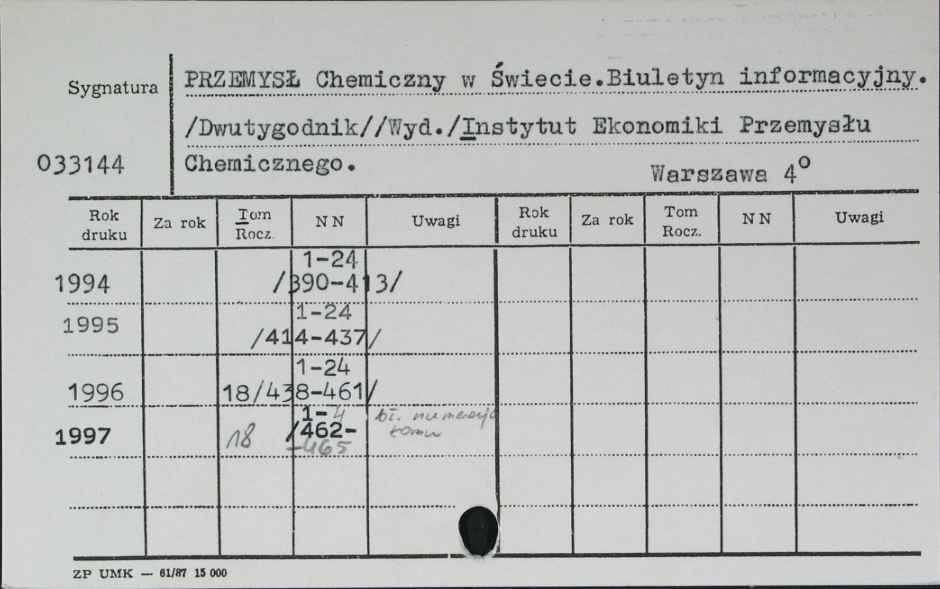 Sygnatura
PRZEMYSŁ Chemiczny w Świecie.Biuletyn informacyjny.
/Dwutygodnik//Wyd./Instytut Ekonomiki Przemysłu
033144 Chemicznego.
Warszawa 4°
Rok druku Za rok Tom Rocz. N N Uwagi Rok druku Za rok Tom Rocz. N N Uwagi
1-24
1994 /390-413/
1-24
1995 /414-437/
1-24
1996 18/438-461/
1-4 bł. numeracja tomu
1997 18 /462-
-465
ZP UMK — 61/87 15 000